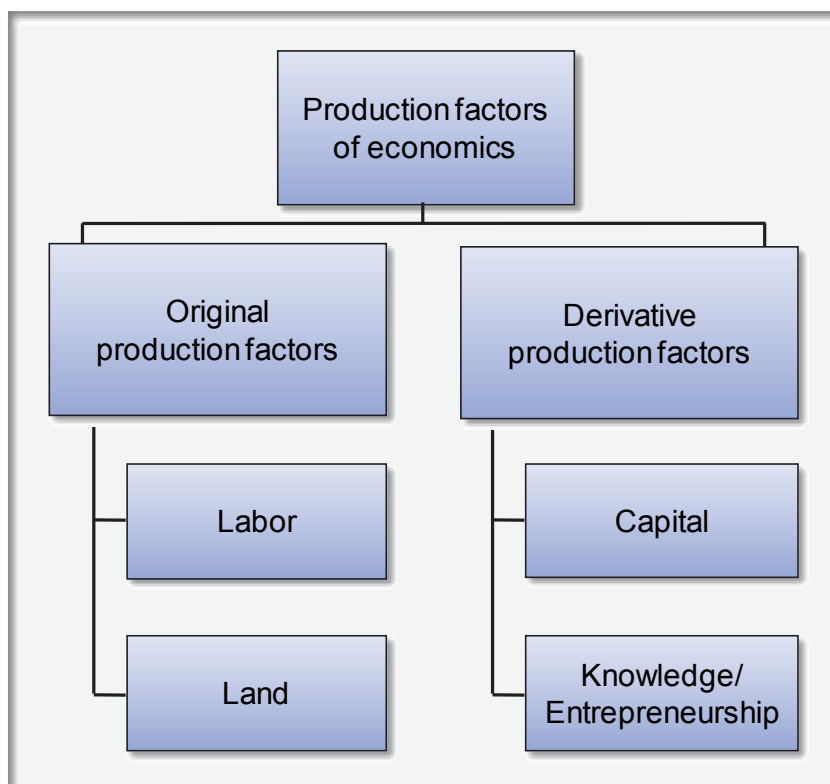 Production factors
of economics
Original
production factors
Derivative
production factors
Labor
Capital
Land
Knowledge/
Entrepreneurship